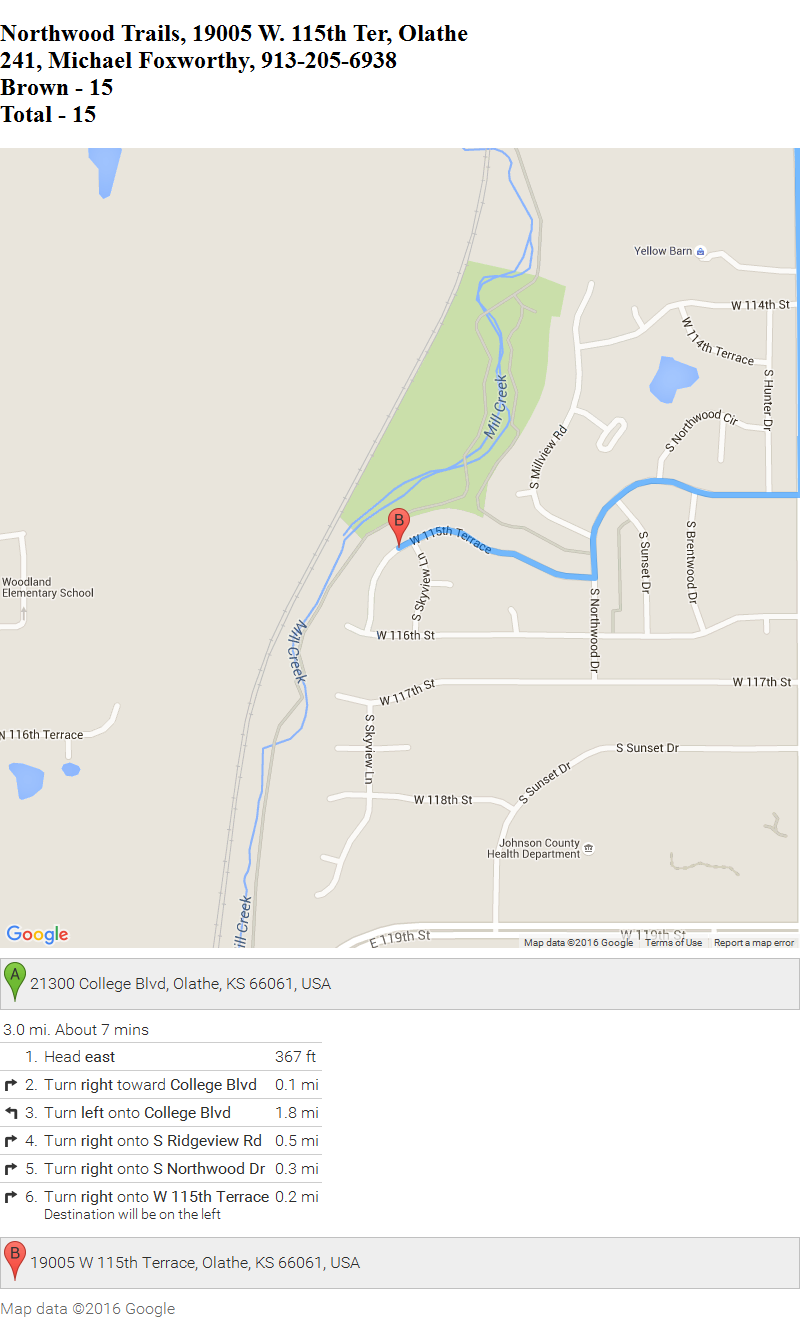 Northwood Trails, 19005 W. 115th Ter, Olathe
241, Michael Foxworthy, 913-205-6938
Brown - 15
Total - 15
Yellow Barn
W 114th St
W 114th Terrace
S Hunter Dr
Mill Creek
S Northwood Cir
S Millview Rd
B
W 115th Terrace
S Skyview Ln
S Sunset Dr
S Brentwood Dr
Woodland
Elementary School
S Northwood Dr
W 116th St
Mill Creek
W 117th St
W 117th St
S Skyview Ln
N 116th Terrace
S Sunset Dr
S Sunset Dr
W 118th St
Johnson County
Health Department
ill Creek
E 119th St
W 119th St
Google
Map data ©2016 Google Terms of Use Report a map error
A 21300 College Blvd, Olathe, KS 66061, USA
3.0 mi. About 7 mins
1. Head east 367 ft
2. Turn right toward College Blvd 0.1 mi
3. Turn left onto College Blvd 1.8 mi
4. Turn right onto S Ridgeview Rd 0.5 mi
5. Turn right onto S Northwood Dr 0.3 mi
6. Turn right onto W 115th Terrace 0.2 mi
Destination will be on the left
B 19005 W 115th Terrace, Olathe, KS 66061, USA
Map data ©2016 Google